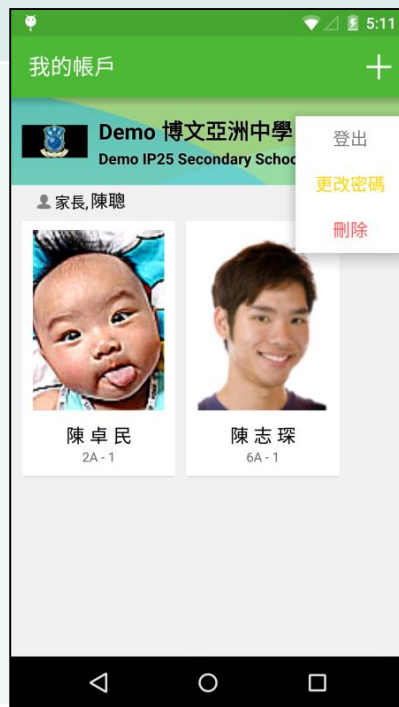 5:11
我的帳戶
Demo 博文亞洲中學
Demo IP25 Secondary Schoo
登出
更改密碼
刪除
家長,陳聰
陳卓民
2A - 1
陳志琛
6A - 1